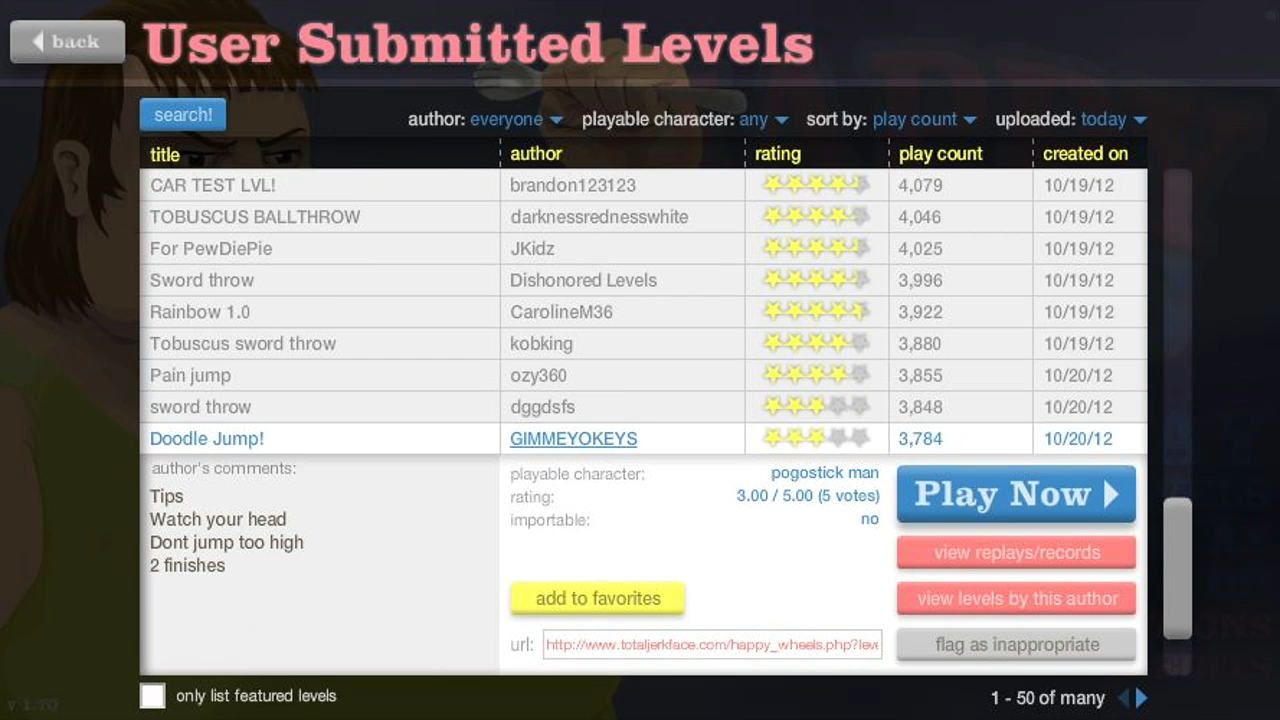 back
User Submitted Levels
search!
author: everyone playable character: any sort by: play count uploaded: today
title author rating play count created on
CAR TEST LVL! brandon123123 4,079 10/19/12
TOBUSCUS BALLTHROW darknessrednesswhite 4,046 10/19/12
For PewDiePie JKidz 4,025 10/19/12
Sword throw Dishonored Levels 3,996 10/19/12
Rainbow 1.0 CarolineM36 3,922 10/19/12
Tobuscus sword throw kobking 3,880 10/19/12
Pain jump ozy360 3,855 10/20/12
sword throw dggdsfs 3,848 10/20/12
Doodle Jump! GIMMEYOKEYS 3,784 10/20/12
author's comments:
Tips
Watch your head
Dont jump too high
2 finishes
playable character: pogostick man
rating: 3.00 / 5.00 (5 votes)
importable: no
add to favorites
url: http://www.totaljerkface.com/happy_wheels.php?leve
Play Now
view replays/records
view levels by this author
flag as inappropriate
only list featured levels
1 - 50 of many